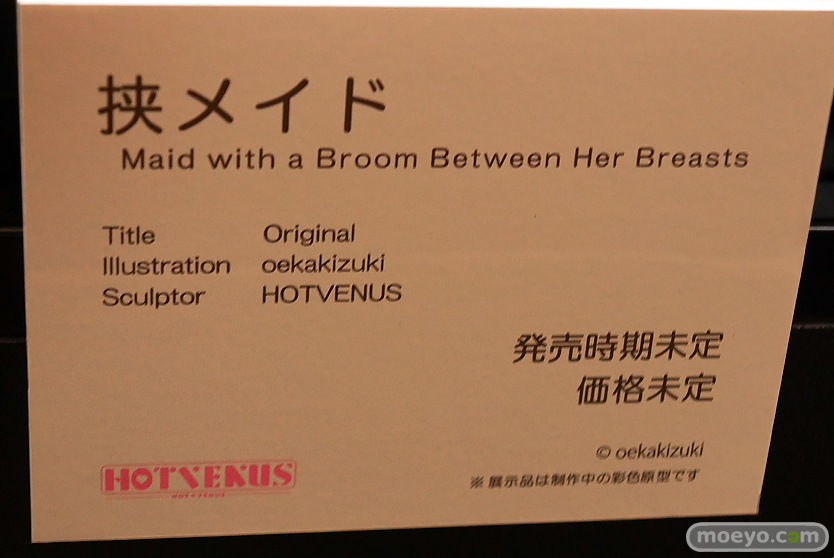 挟メイド
Maid with a Broom Between Her Breasts
Title Original
Illustration oekakizuki
Sculptor HOTVENUS
発売時期未定
価格未定
© oekakizuki
※展示品は制作中の彩色原型です
HOTVENUS
HOTVENUS
moeyo.com